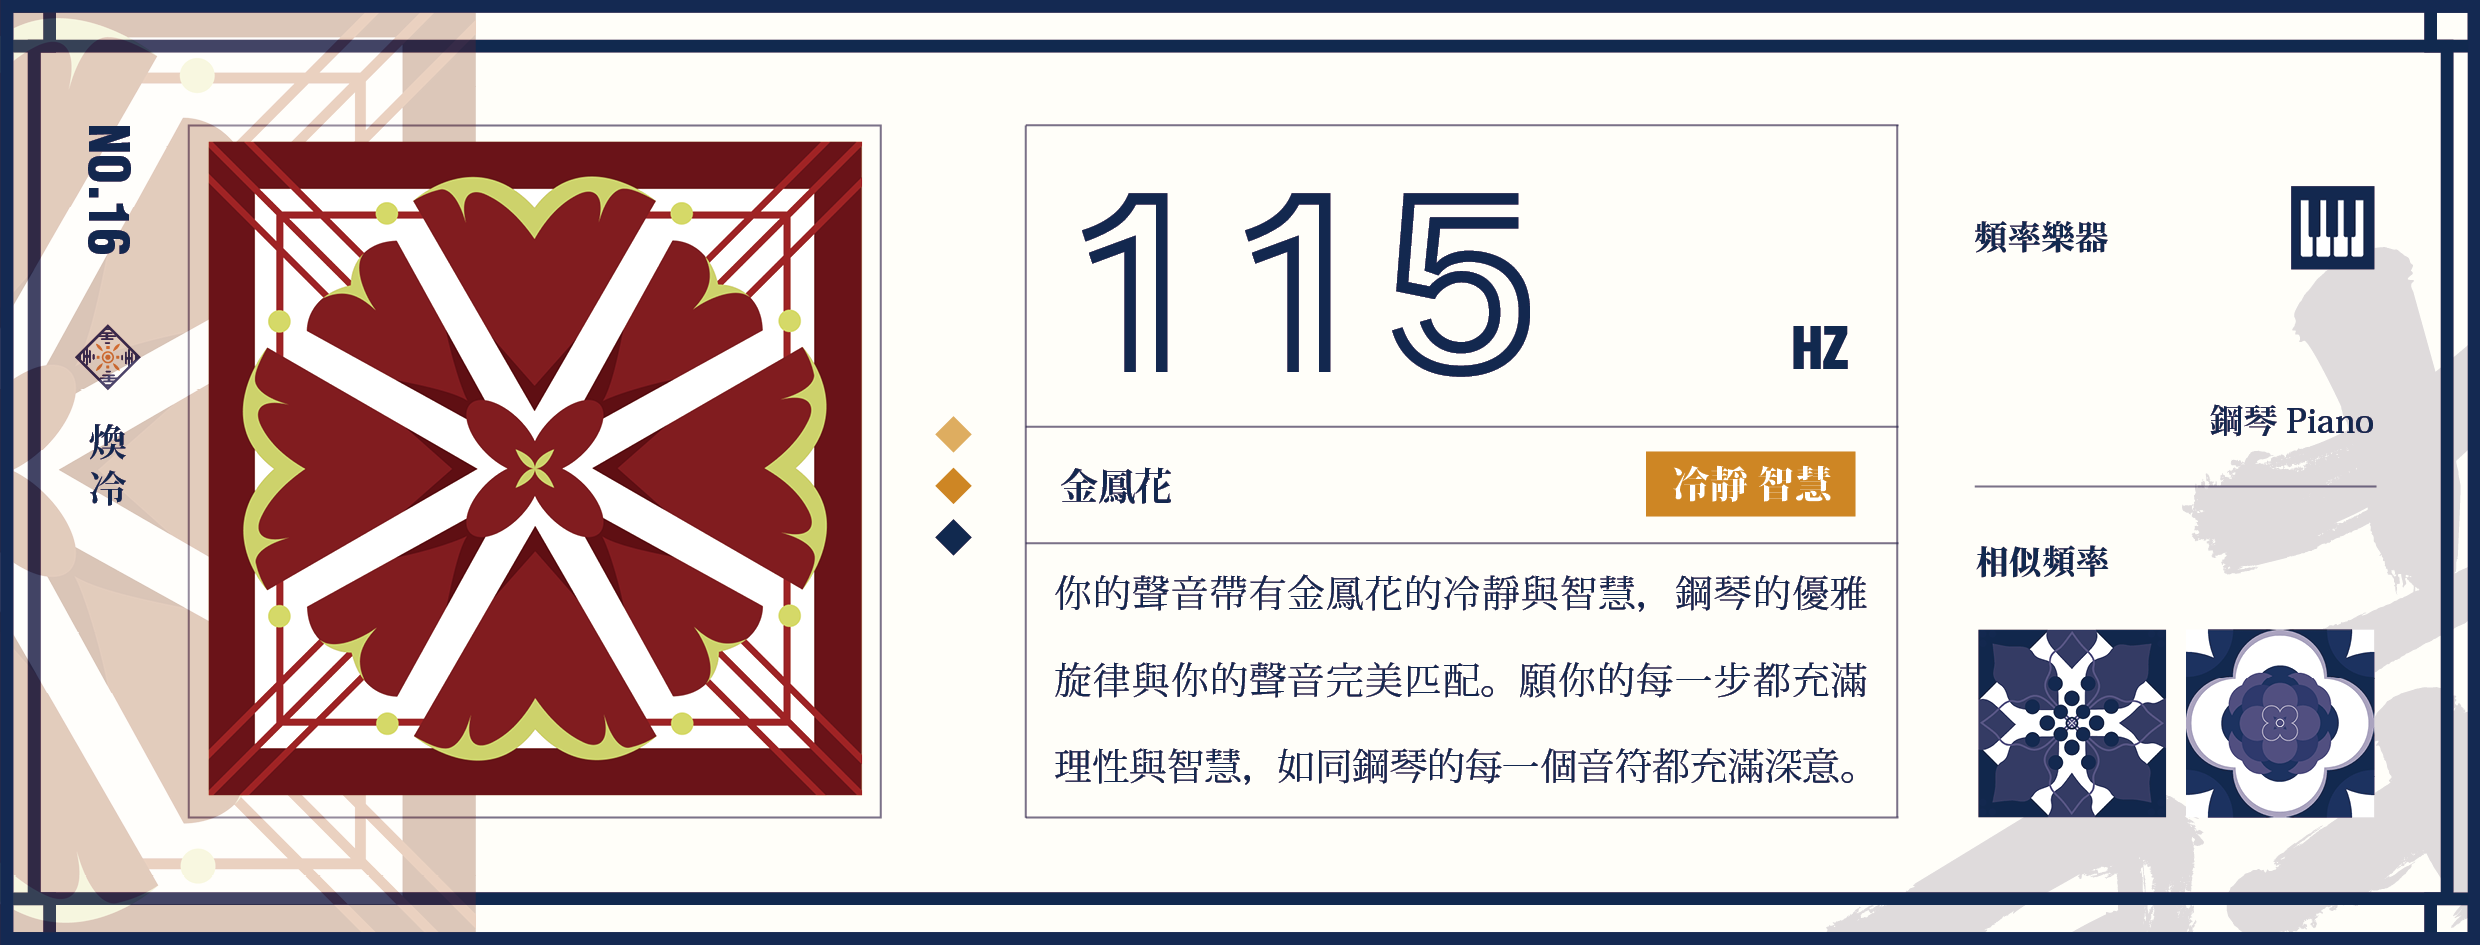 NO.16
煥冷
115
HZ
金鳳花
冷靜 智慧
你的聲音帶有金鳳花的冷靜與智慧，鋼琴的優雅
旋律與你的聲音完美匹配。願你的每一步都充滿
理性與智慧，如同鋼琴的每一個音符都充滿深意。
頻率樂器
鋼琴 Piano
相似頻率